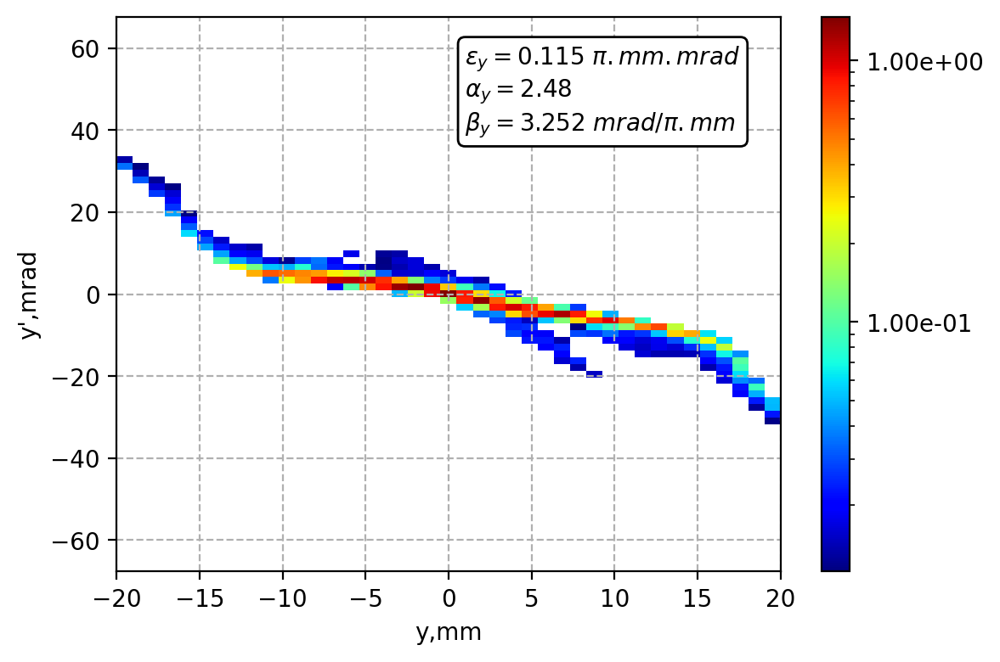 60
40
20
0
−20
−40
−60
y',mrad
−20 −15 −10 −5 0 5 10 15 20
y,mm
εy = 0.115 π.mm.mrad
αy = 2.48
βy = 3.252 mrad/π.mm
1.00e+00
1.00e-01